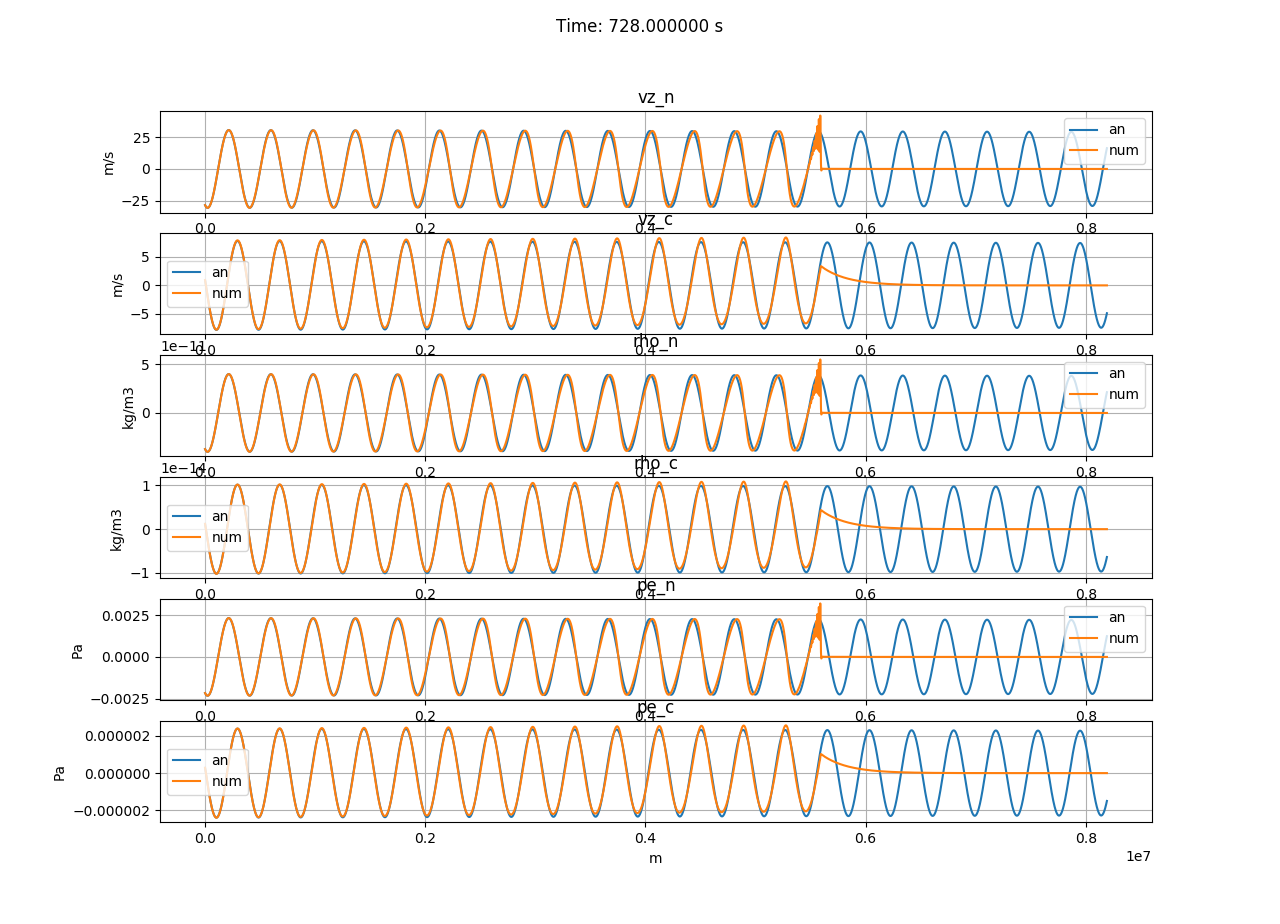 Time: 728.000000 s
vz_n
m/s
25
0
−25
an
num
0.0
0.2
0.4
0.6
0.8
vz_c
m/s
5
0
−5
an
num
0.0
0.2
0.4
0.6
0.8
1e−11
rho_n
kg/m3
5
0
an
num
0.0
0.2
0.4
0.6
0.8
1e−14
rho_c
kg/m3
1
0
−1
an
num
0.0
0.2
0.4
0.6
0.8
pe_n
Pa
0.0025
0.0000
−0.0025
an
num
0.0
0.2
0.4
0.6
0.8
pe_c
Pa
0.000002
0.000000
−0.000002
an
num
0.0
0.2
0.4
0.6
0.8
m
1e7